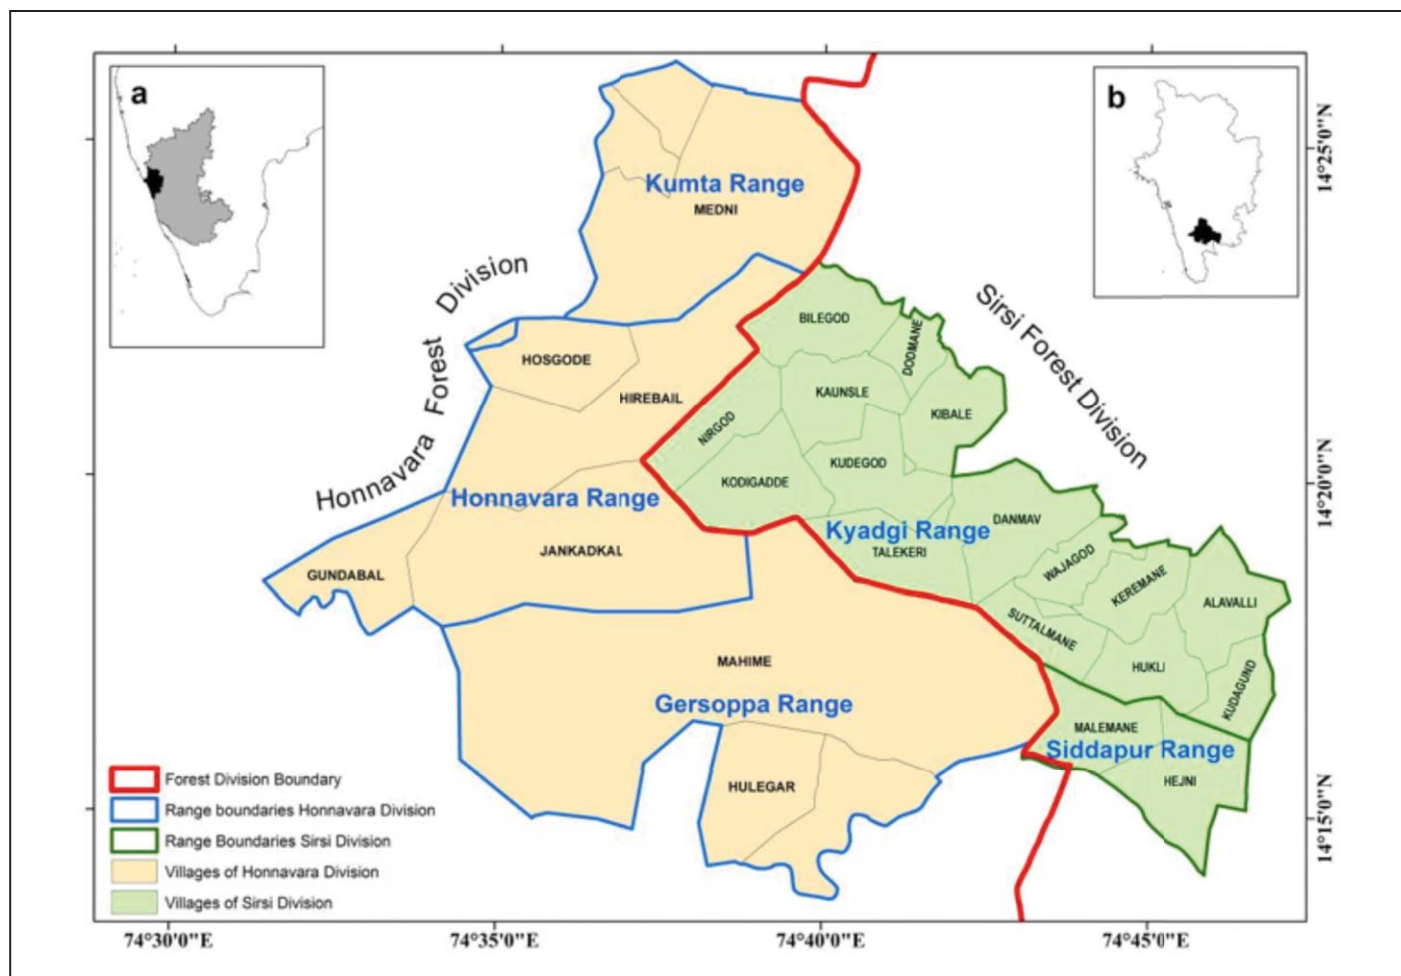 a
b
Kumta Range
MEDNI
Honnavara Forest Division
Sirsi Forest Division
HOSGODE
HIREBAIL
BILEGOD
DODMANE
KAUNSLE
KIBALE
NIRGOD
KUDEGOD
KODIGADDE
Honnavara Range
Kyadgi Range
DANMAV
TALEKERI
JANKADKAL
GUNDABAL
WAJAGOD
KEREMANE
ALAVALLI
SUTTALMANE
HUKLI
KUDAGUND
MAHIME
Gersoppa Range
MALEMANE
Siddapur Range
HEJNI
HULEGAR
Forest Division Boundary
Range boundaries Honnavara Division
Range Boundaries Sirsi Division
Villages of Honnavara Division
Villages of Sirsi Division
14°25'0"N
14°20'0"N
14°15'0"N
74°30'0"E
74°35'0"E
74°40'0"E
74°45'0"E